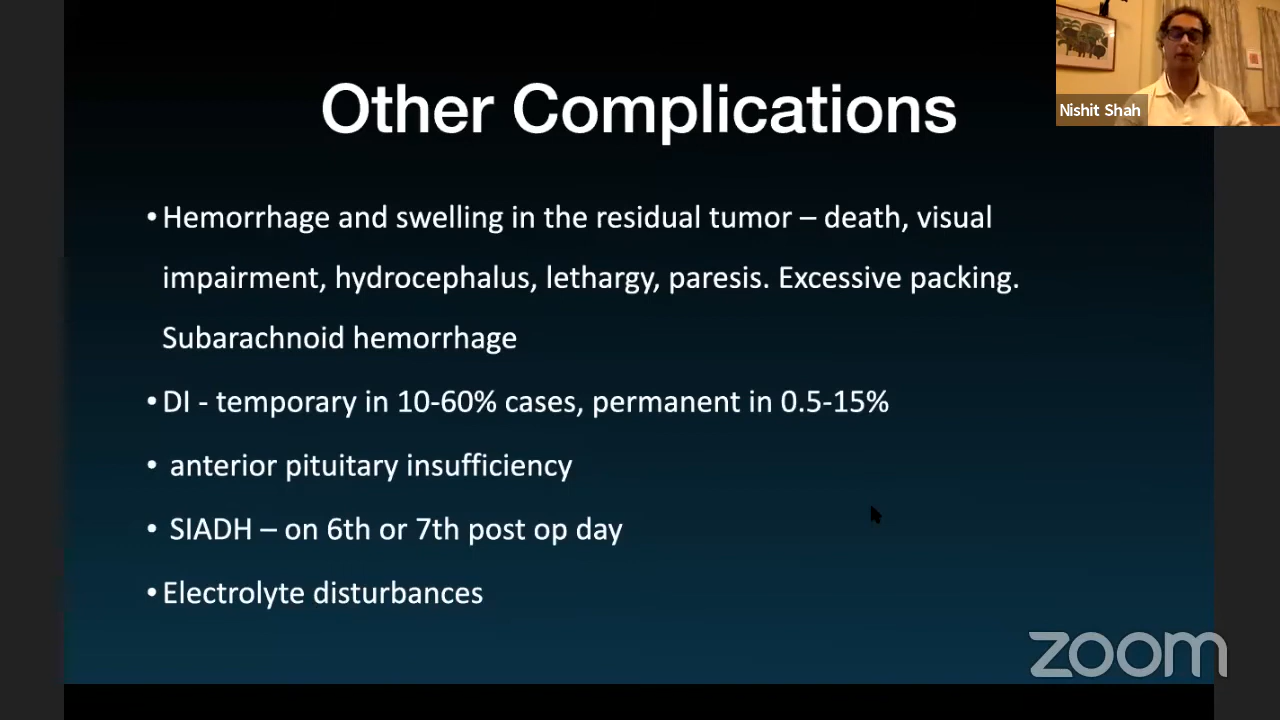 Other Complications
Nishit Shah
• Hemorrhage and swelling in the residual tumor – death, visual
impairment, hydrocephalus, lethargy, paresis. Excessive packing.
Subarachnoid hemorrhage
• DI - temporary in 10-60% cases, permanent in 0.5-15%
• anterior pituitary insufficiency
• SIADH – on 6th or 7th post op day
• Electrolyte disturbances
zoom